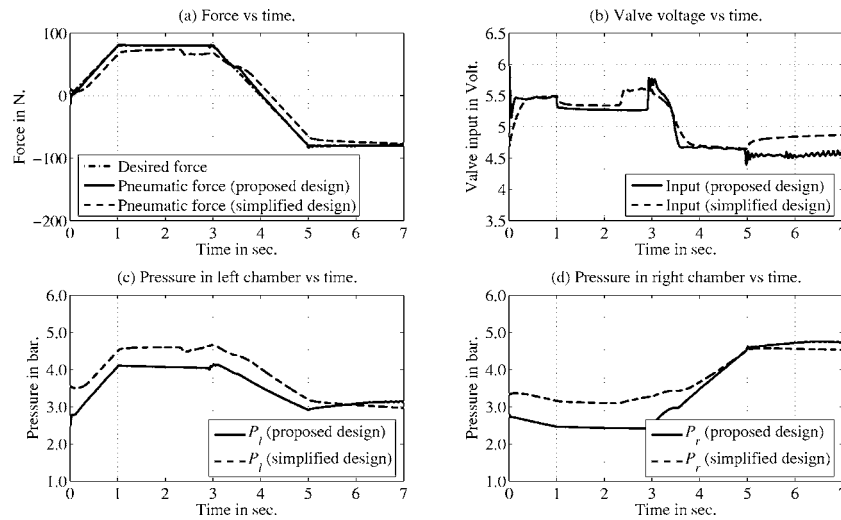 (a) Force vs time.
100
0
−100
−200
Force in N.
Desired force
Pneumatic force (proposed design)
Pneumatic force (simplified design)
0 1 2 3 4 5 6 7
Time in sec.
(b) Valve voltage vs time.
6.5
6
5.5
5
4.5
4
3.5
Valve input in Volt.
Input (proposed design)
Input (simplified design)
0 1 2 3 4 5 6 7
Time in sec.
(c) Pressure in left chamber vs time.
6.0
5.0
4.0
3.0
2.0
1.0
Pressure in bar.
P_l (proposed design)
P_l (simplified design)
0 1 2 3 4 5 6 7
Time in sec.
(d) Pressure in right chamber vs time.
6.0
5.0
4.0
3.0
2.0
1.0
Pressure in bar.
P_r (proposed design)
P_r (simplified design)
0 1 2 3 4 5 6 7
Time in sec.